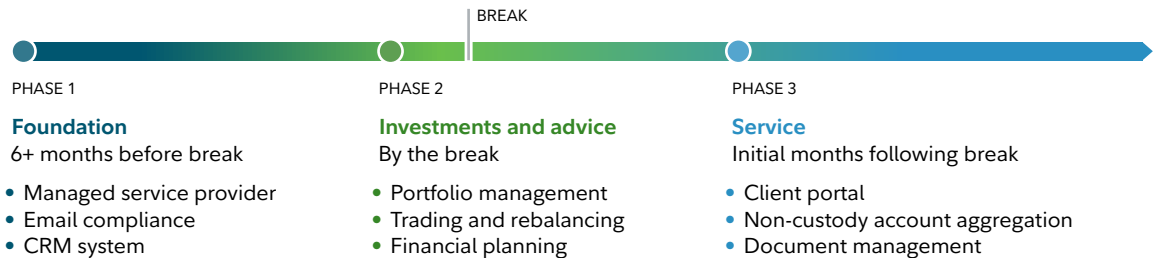 BREAK
PHASE 1
Foundation
6+ months before break
• Managed service provider
• Email compliance
• CRM system
PHASE 2
Investments and advice
By the break
• Portfolio management
• Trading and rebalancing
• Financial planning
PHASE 3
Service
Initial months following break
• Client portal
• Non-custody account aggregation
• Document management